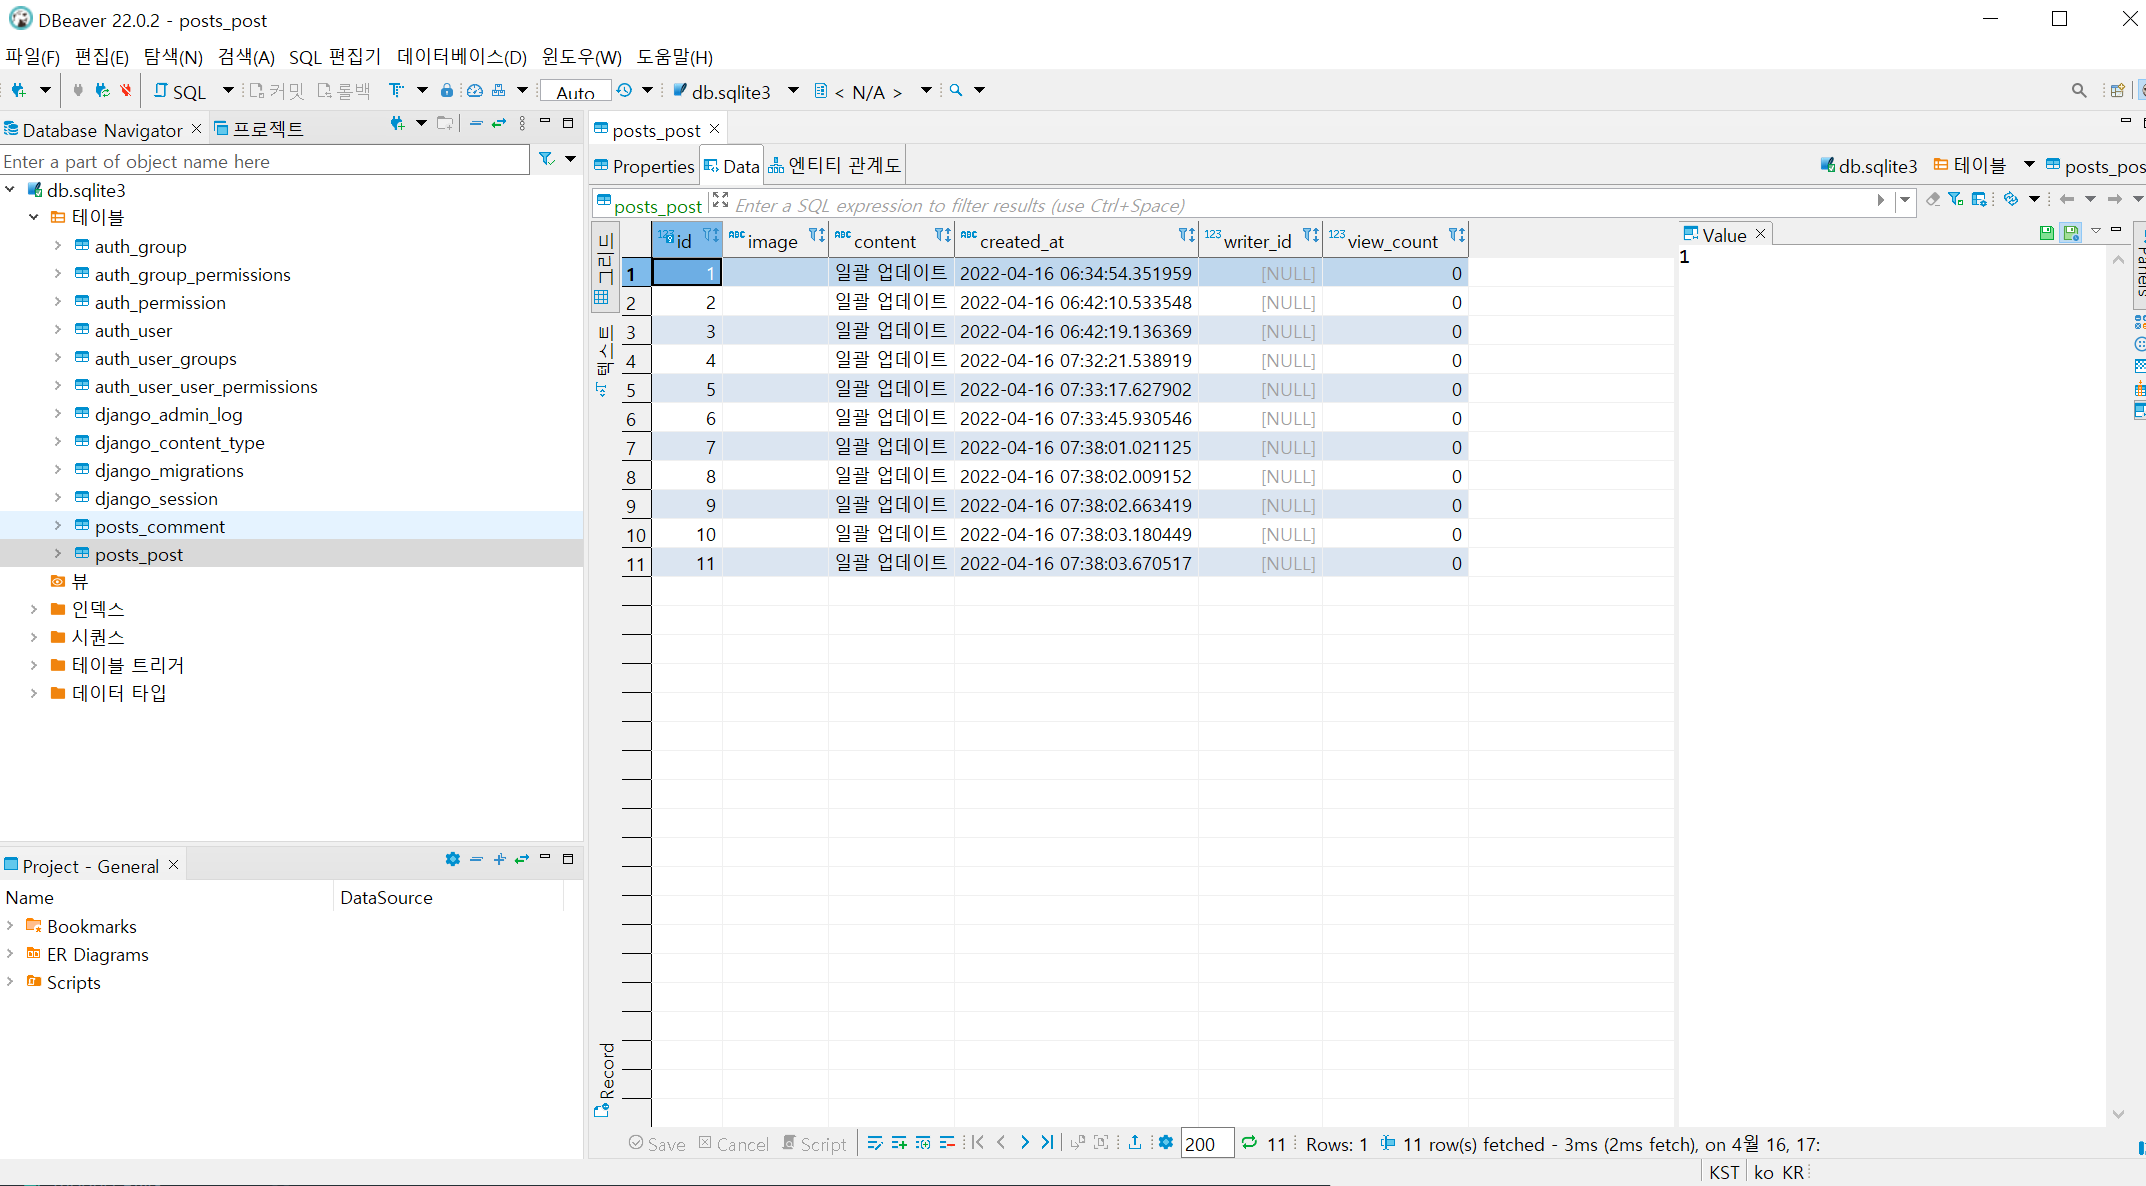 DBeaver 22.0.2 - posts_post
파일(F) 편집(E) 탐색(N) 검색(A) SQL 편집기 데이터베이스(D) 윈도우(W) 도움말(H)
SQL 커밋 롤백 Auto db.sqlite3 < N/A >
Database Navigator 프로젝트
Enter a part of object name here
db.sqlite3
테이블
auth_group
auth_group_permissions
auth_permission
auth_user
auth_user_groups
auth_user_user_permissions
django_admin_log
django_content_type
django_migrations
django_session
posts_comment
posts_post
뷰
인덱스
시퀀스
테이블 트리거
데이터 타입
Project - General
Name DataSource
Bookmarks
ER Diagrams
Scripts
posts_post
Properties Data 엔티티 관계도 db.sqlite3 테이블 posts_pos
posts_post Enter a SQL expression to filter results (use Ctrl+Space)
그리드
텍스트
Record
123 id ABC image ABC content ABC created_at 123 writer_id 123 view_count
1 1 일괄 업데이트 2022-04-16 06:34:54.351959 [NULL] 0
2 2 일괄 업데이트 2022-04-16 06:42:10.533548 [NULL] 0
3 3 일괄 업데이트 2022-04-16 06:42:19.136369 [NULL] 0
4 4 일괄 업데이트 2022-04-16 07:32:21.538919 [NULL] 0
5 5 일괄 업데이트 2022-04-16 07:33:17.627902 [NULL] 0
6 6 일괄 업데이트 2022-04-16 07:33:45.930546 [NULL] 0
7 7 일괄 업데이트 2022-04-16 07:38:01.021125 [NULL] 0
8 8 일괄 업데이트 2022-04-16 07:38:02.009152 [NULL] 0
9 9 일괄 업데이트 2022-04-16 07:38:02.663419 [NULL] 0
10 10 일괄 업데이트 2022-04-16 07:38:03.180449 [NULL] 0
11 11 일괄 업데이트 2022-04-16 07:38:03.670517 [NULL] 0
Value
1
Panels
Save Cancel Script 200 11 Rows: 1 11 row(s) fetched - 3ms (2ms fetch), on 4월 16, 17:
KST ko KR